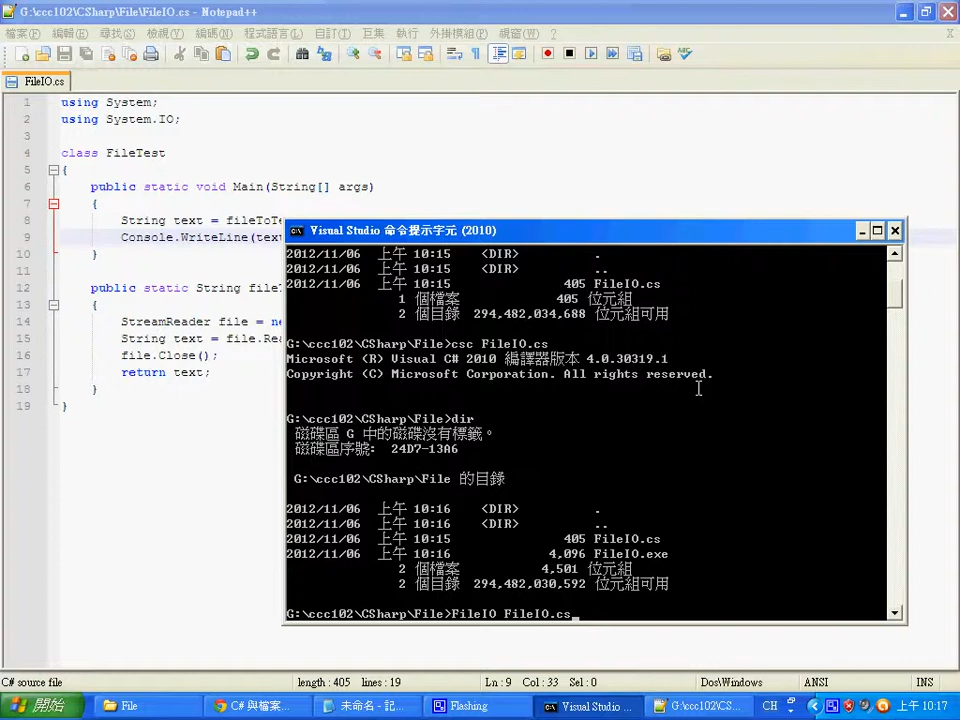 G:\ccc102\CSharp\File\FileIO.cs - Notepad++
檔案(F) 編輯(E) 尋找(S) 檢視(V) 編碼(N) 程式語言(L) 自訂(T) 巨集 執行 外掛模組(P) 視窗(W) ? X
FileIO.cs
1 using System;
2 using System.IO;
3
4 class FileTest
5 {
6 public static void Main(String[] args)
7 {
8 String text = fileToTe
9 Console.WriteLine(text
10 }
11
12 public static String fileT
13 {
14 StreamReader file = ne
15 String text = file.Rea
16 file.Close();
17 return text;
18 }
19 }
Visual Studio 命令提示字元 (2010)
2012/11/06 上午 10:15 <DIR> .
2012/11/06 上午 10:15 <DIR> ..
2012/11/06 上午 10:15 405 FileIO.cs
1 個檔案 405 位元組
2 個目錄 294,482,034,688 位元組可用
G:\ccc102\CSharp\File>csc FileIO.cs
Microsoft (R) Visual C# 2010 編譯器版本 4.0.30319.1
Copyright (C) Microsoft Corporation. All rights reserved.
G:\ccc102\CSharp\File>dir
磁碟區 G 中的磁碟沒有標籤。
磁碟區序號: 24D7-13A6
G:\ccc102\CSharp\File 的目錄
2012/11/06 上午 10:16 <DIR> .
2012/11/06 上午 10:16 <DIR> ..
2012/11/06 上午 10:15 405 FileIO.cs
2012/11/06 上午 10:16 4,096 FileIO.exe
2 個檔案 4,501 位元組
2 個目錄 294,482,030,592 位元組可用
G:\ccc102\CSharp\File>FileIO FileIO.cs_
C# source file length : 405 lines : 19 Ln : 9 Col : 33 Sel : 0 Dos\Windows ANSI INS
開始 File C# 與檔案... 未命名 - 記... Flashing Visual Studio ... G:\ccc102\CS... CH 上午 10:17